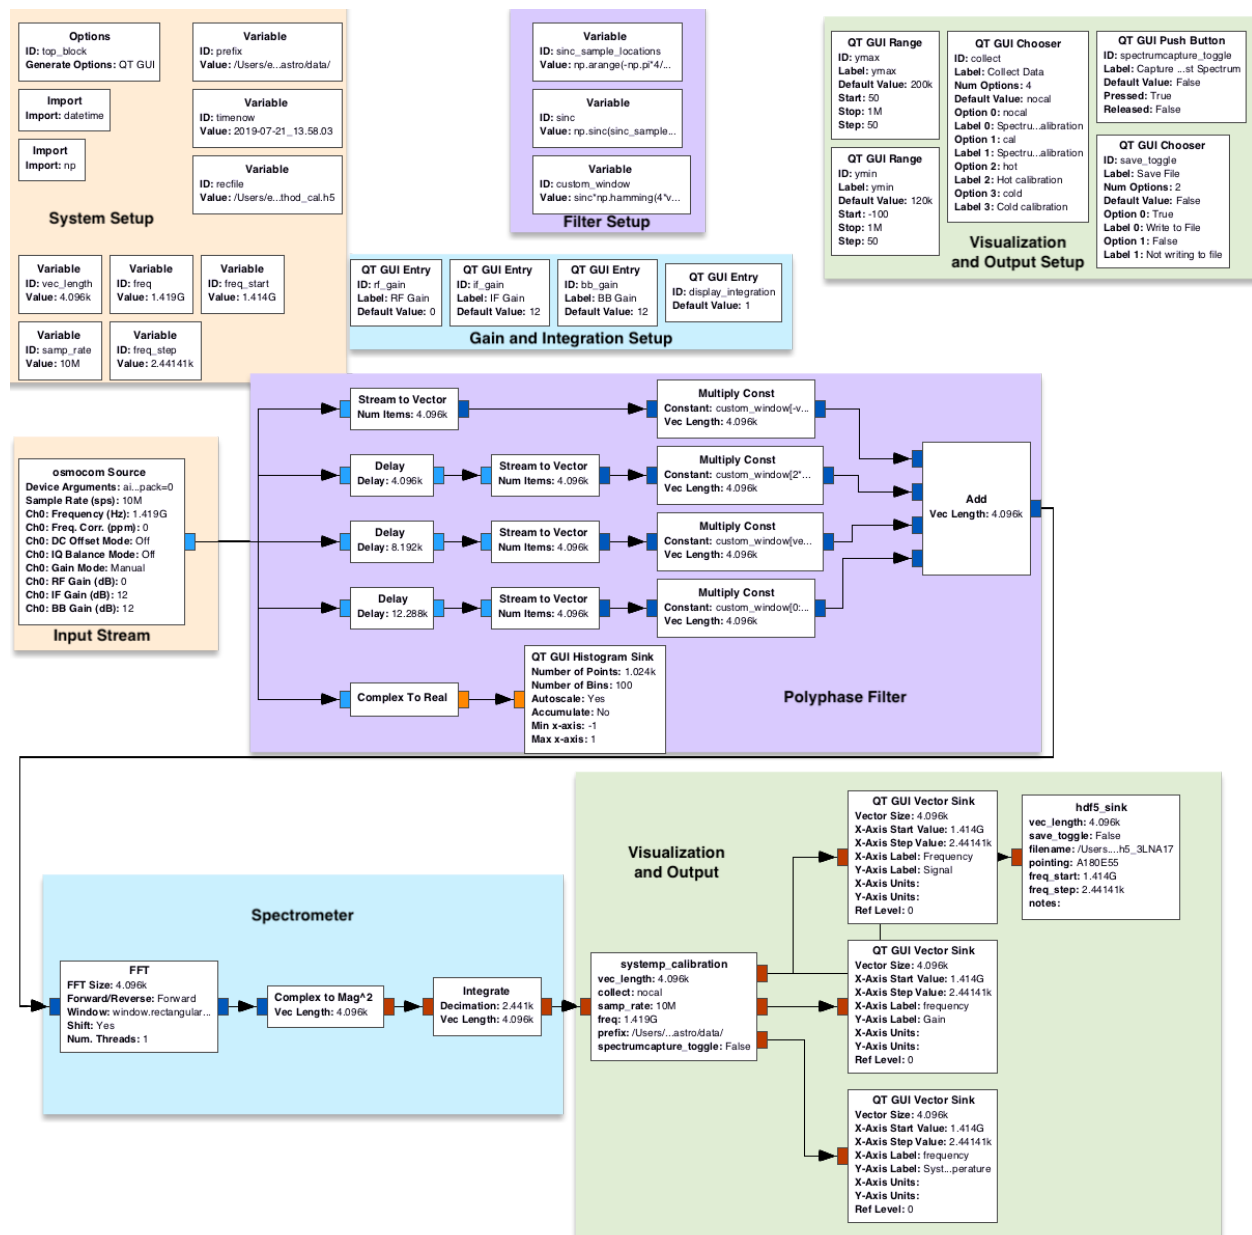 Options
ID: top_block
Generate Options: QT GUI
Variable
ID: prefix
Value: /Users/e...astro/data/
Import
Import: datetime
Variable
ID: timenow
Value: 2019-07-21_13.58.03
Import
Import: np
Variable
ID: recfile
Value: /Users/e...thod_cal.h5
System Setup
Variable
ID: vec_length
Value: 4.096k
Variable
ID: freq
Value: 1.419G
Variable
ID: freq_start
Value: 1.414G
Variable
ID: samp_rate
Value: 10M
Variable
ID: freq_step
Value: 2.44141k
Variable
ID: sinc_sample_locations
Value: np.arange(-np.pi*4/...
Variable
ID: sinc
Value: np.sinc(sinc_sample...
Variable
ID: custom_window
Value: sinc*np.hamming(4*v...
Filter Setup
QT GUI Entry
ID: rf_gain
Label: RF Gain
Default Value: 0
QT GUI Entry
ID: if_gain
Label: IF Gain
Default Value: 12
QT GUI Entry
ID: bb_gain
Label: BB Gain
Default Value: 12
QT GUI Entry
ID: display_integration
Default Value: 1
Gain and Integration Setup
QT GUI Range
ID: ymax
Label: ymax
Default Value: 200k
Start: 50
Stop: 1M
Step: 50
QT GUI Range
ID: ymin
Label: ymin
Default Value: 120k
Start: -100
Stop: 1M
Step: 50
QT GUI Chooser
ID: collect
Label: Collect Data
Num Options: 4
Default Value: nocal
Option 0: nocal
Label 0: Spectru...alibration
Option 1: cal
Label 1: Spectru...alibration
Option 2: hot
Label 2: Hot calibration
Option 3: cold
Label 3: Cold calibration
QT GUI Push Button
ID: spectrumcapture_toggle
Label: Capture ...st Spectrum
Default Value: False
Pressed: True
Released: False
QT GUI Chooser
ID: save_toggle
Label: Save File
Num Options: 2
Default Value: False
Option 0: True
Label 0: Write to File
Option 1: False
Label 1: Not writing to file
Visualization
and Output Setup
osmocom Source
Device Arguments: ai...pack=0
Sample Rate (sps): 10M
Ch0: Frequency (Hz): 1.419G
Ch0: Freq. Corr. (ppm): 0
Ch0: DC Offset Mode: Off
Ch0: IQ Balance Mode: Off
Ch0: Gain Mode: Manual
Ch0: RF Gain (dB): 0
Ch0: IF Gain (dB): 12
Ch0: BB Gain (dB): 12
Input Stream
Stream to Vector
Num Items: 4.096k
Multiply Const
Constant: custom_window[-v...
Vec Length: 4.096k
Delay
Delay: 4.096k
Stream to Vector
Num Items: 4.096k
Multiply Const
Constant: custom_window[2*...
Vec Length: 4.096k
Delay
Delay: 8.192k
Stream to Vector
Num Items: 4.096k
Multiply Const
Constant: custom_window[ve...
Vec Length: 4.096k
Delay
Delay: 12.288k
Stream to Vector
Num Items: 4.096k
Multiply Const
Constant: custom_window[0:...
Vec Length: 4.096k
Add
Vec Length: 4.096k
Complex To Real
QT GUI Histogram Sink
Number of Points: 1.024k
Number of Bins: 100
Autoscale: Yes
Accumulate: No
Min x-axis: -1
Max x-axis: 1
Polyphase Filter
Spectrometer
FFT
FFT Size: 4.096k
Forward/Reverse: Forward
Window: window.rectangular...
Shift: Yes
Num. Threads: 1
Complex to Mag^2
Vec Length: 4.096k
Integrate
Decimation: 2.441k
Vec Length: 4.096k
Visualization
and Output
systemp_calibration
vec_length: 4.096k
collect: nocal
samp_rate: 10M
freq: 1.419G
prefix: /Users/...astro/data/
spectrumcapture_toggle: False
QT GUI Vector Sink
Vector Size: 4.096k
X-Axis Start Value: 1.414G
X-Axis Step Value: 2.44141k
X-Axis Label: Frequency
Y-Axis Label: Signal
X-Axis Units:
Y-Axis Units:
Ref Level: 0
hdf5_sink
vec_length: 4.096k
save_toggle: False
filename: /Users....h5_3LNA17
pointing: A180E55
freq_start: 1.414G
freq_step: 2.44141k
notes:
QT GUI Vector Sink
Vector Size: 4.096k
X-Axis Start Value: 1.414G
X-Axis Step Value: 2.44141k
X-Axis Label: frequency
Y-Axis Label: Gain
X-Axis Units:
Y-Axis Units:
Ref Level: 0
QT GUI Vector Sink
Vector Size: 4.096k
X-Axis Start Value: 1.414G
X-Axis Step Value: 2.44141k
X-Axis Label: frequency
Y-Axis Label: Syst...perature
X-Axis Units:
Y-Axis Units:
Ref Level: 0